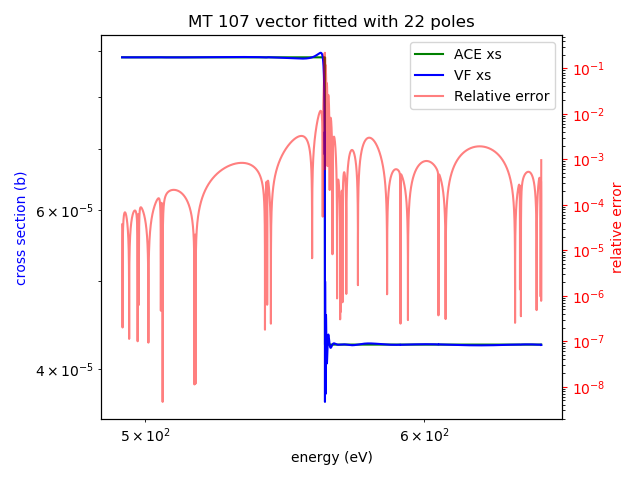 MT 107 vector fitted with 22 poles
ACE xs
VF xs
Relative error
cross section (b)
6 × 10⁻⁵
4 × 10⁻⁵
10⁻¹
10⁻²
10⁻³
10⁻⁴
10⁻⁵
10⁻⁶
10⁻⁷
10⁻⁸
relative error
5 × 10²
6 × 10²
energy (eV)